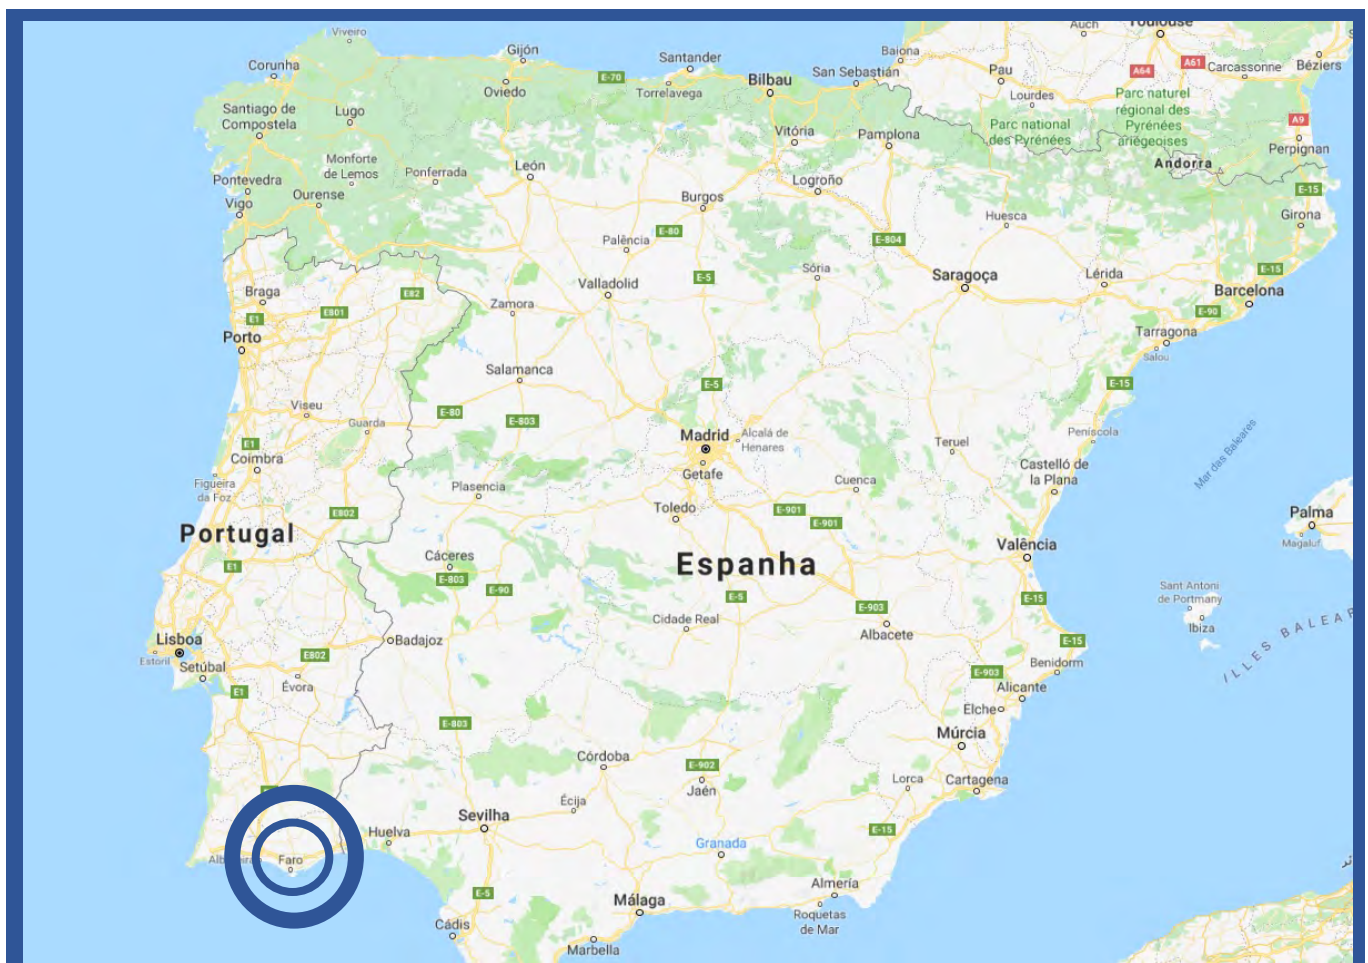 Viveiro
Auch
Toulouse
Gijón
Santander
Baiona
Corunha
E-70
Bilbau
San Sebastián
Pau
A64
A61
Carcassonne
Béziers
Oviedo
Torrelavega
Lourdes
Parc naturel
régional des
Pyrénées
ariégeoises
Santiago de
Compostela
Lugo
Vitória
Pamplona
Parc national
des Pyrénées
A9
Perpignan
Monforte
de Lemos
Ponferrada
León
Andorra
Pontevedra
Ourense
Vigo
Burgos
Logroño
E-15
Girona
Huesca
Palência
E-80
E-804
Braga
E82
Zamora
Valladolid
E-5
Sória
Saragoça
Lérida
E-15
Barcelona
E1
E801
E-90
Porto
Tarragona
Salou
Salamanca
E-5
E-15
Viseu
Guarda
E-80
E-803
E1
Coimbra
Madrid
Alcalá de
Henares
Getafe
Teruel
Peníscola
Mar das Baleares
Castelló de
la Plana
Figueira
da Foz
Plasencia
Cuenca
Toledo
E802
E-901
E-901
Palma
Magaluf
Portugal
Espanha
Valência
E1
Cáceres
E-803
E-90
E-5
E-903
E-15
Sant Antoni
de Portmany
Ibiza
ILLES BALEAR
Cidade Real
Albacete
Lisboa
Estoril
Setúbal
Badajoz
E802
Évora
E1
E-15
Benidorm
E-903
Alicante
Elche
E-803
Múrcia
Córdoba
E-902
Jaén
Lorca
Cartagena
Écija
Sevilha
Huelva
E-15
Granada
Faro
E-5
Málaga
Almería
Roquetas
de Mar
Cádis
Marbella